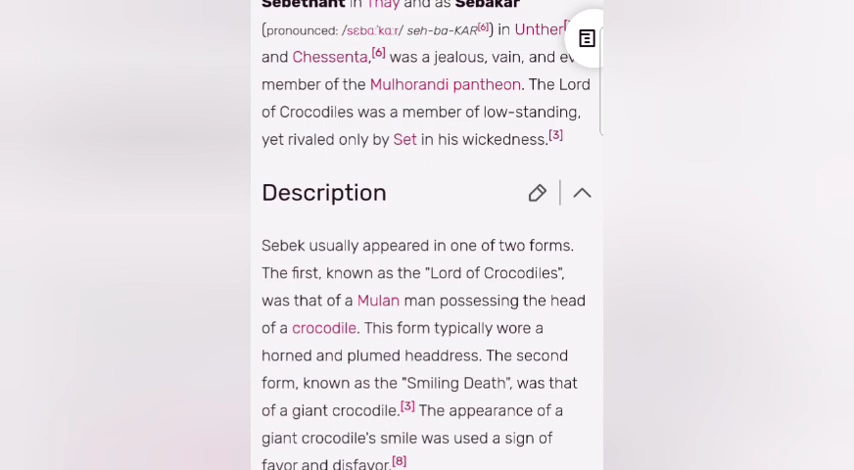 Sebethant in Thay and as Sebakar
(pronounced: /sɛbɑːˈkɑːr/ seh-ba-KAR[6]) in Unther[
and Chessenta,[6] was a jealous, vain, and
member of the Mulhorandi pantheon. The Lord
of Crocodiles was a member of low-standing,
yet rivaled only by Set in his wickedness.[3]
Description
Sebek usually appeared in one of two forms.
The first, known as the "Lord of Crocodiles",
was that of a Mulan man possessing the head
of a crocodile. This form typically wore a
horned and plumed headdress. The second
form, known as the "Smiling Death", was that
of a giant crocodile.[3] The appearance of a
giant crocodile's smile was used a sign of
favor and disfavor.[8]